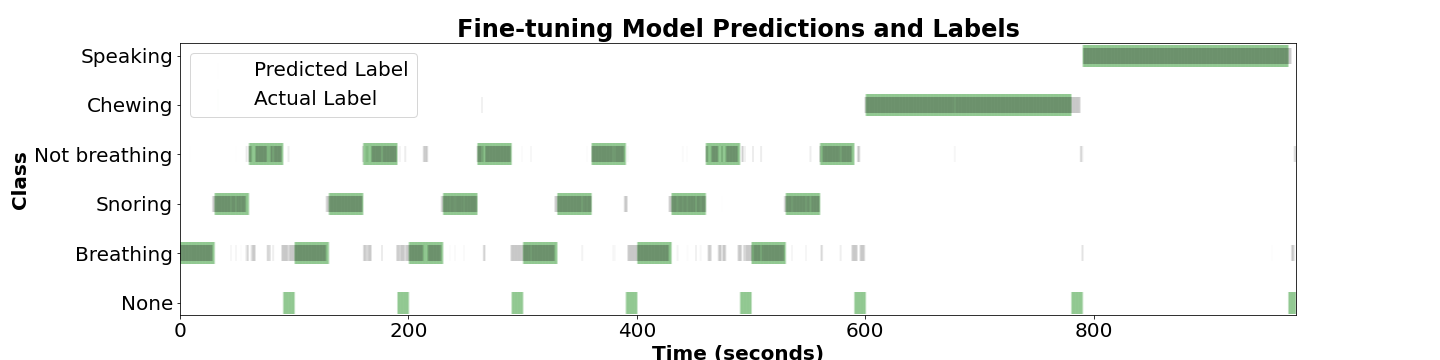 Fine-tuning Model Predictions and Labels
Predicted Label
Actual Label
Class
Speaking
Chewing
Not breathing
Snoring
Breathing
None
0 200 400 600 800
Time (seconds)